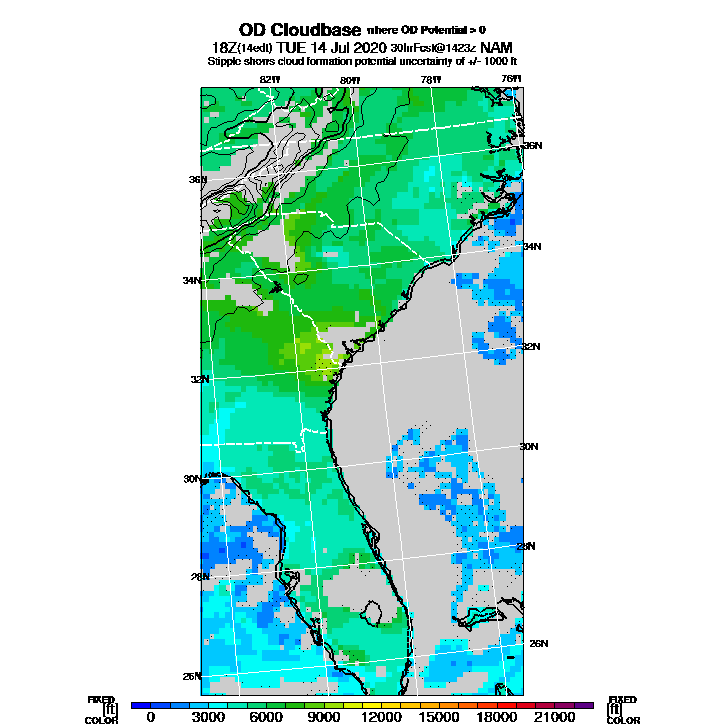 OD Cloudbase where OD Potential > 0
18Z(14edt) TUE 14 Jul 2020 30hrFcst@1423z NAM
Stipple shows cloud formation potential uncertainty of +/- 1000 ft
82W 80W 78W 76W
36N
36N
34N
34N
32N
32N
30N
30N
28N
28N
26N
26N
FIXED FIXED
[ft] [ft]
COLOR 0 3000 6000 9000 12000 15000 18000 21000 COLOR